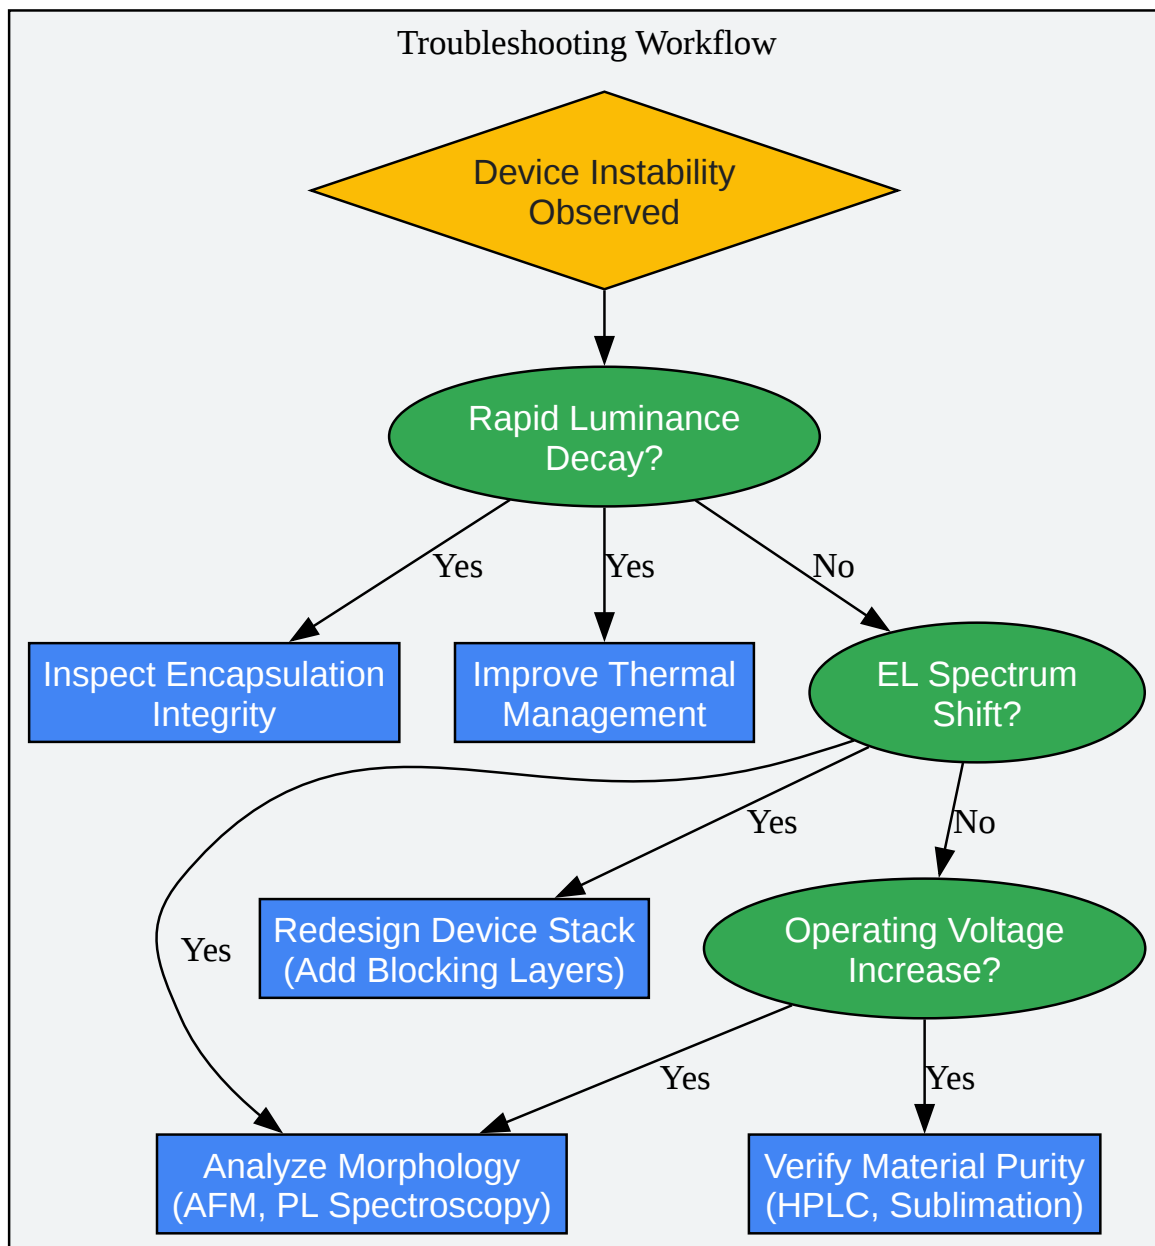 Troubleshooting Workflow
Device Instability
Observed
Rapid Luminance
Decay?
Yes
Yes
No
Inspect Encapsulation
Integrity
Improve Thermal
Management
EL Spectrum
Shift?
Yes
No
Redesign Device Stack
(Add Blocking Layers)
Operating Voltage
Increase?
Yes
Yes
Yes
Analyze Morphology
(AFM, PL Spectroscopy)
Verify Material Purity
(HPLC, Sublimation)